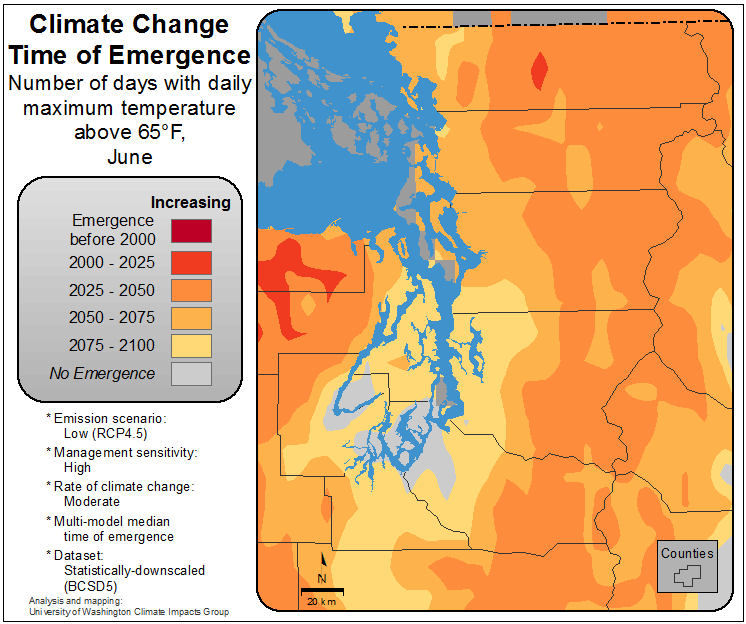 Climate Change
Time of Emergence
Number of days with daily
maximum temperature
above 65°F,
June
Increasing
Emergence
before 2000
2000 - 2025
2025 - 2050
2050 - 2075
2075 - 2100
No Emergence
* Emission scenario:
Low (RCP4.5)
* Management sensitivity:
High
* Rate of climate change:
Moderate
* Multi-model median
time of emergence
* Dataset:
Statistically-downscaled
(BCSD5)
Analysis and mapping:
University of Washington Climate Impacts Group
N
20 km
Counties